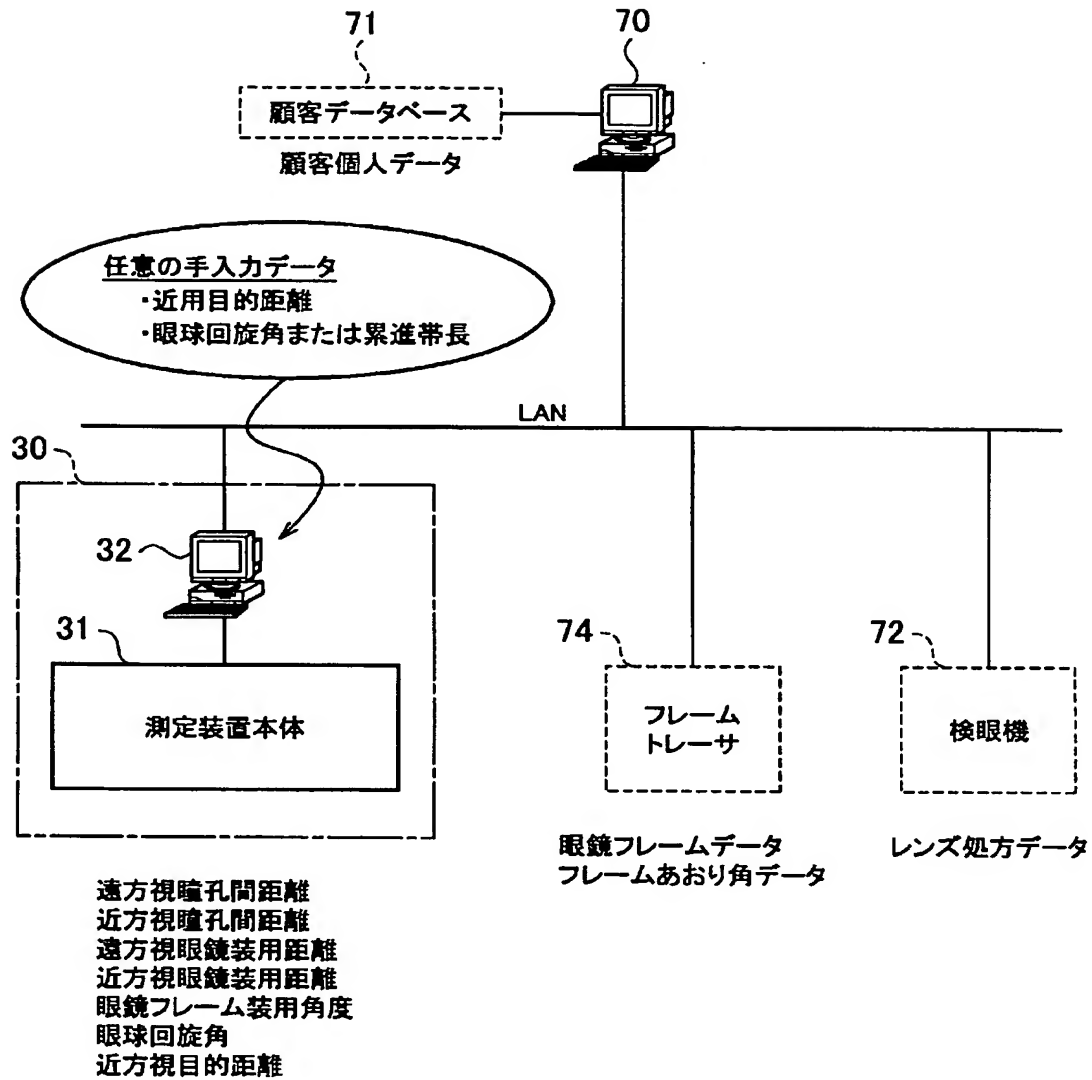 71
70
顧客データベース
顧客個人データ
任意の手入力データ
・近用目的距離
・眼球回旋角または累進帯長
LAN
30
32
31
測定装置本体
74
フレーム
トレーサ
72
検眼機
眼鏡フレームデータ
フレームあおり角データ
レンズ処方データ
遠方視瞳孔間距離
近方視瞳孔間距離
遠方視眼鏡装用距離
近方視眼鏡装用距離
眼鏡フレーム装用角度
眼球回旋角
近方視目的距離